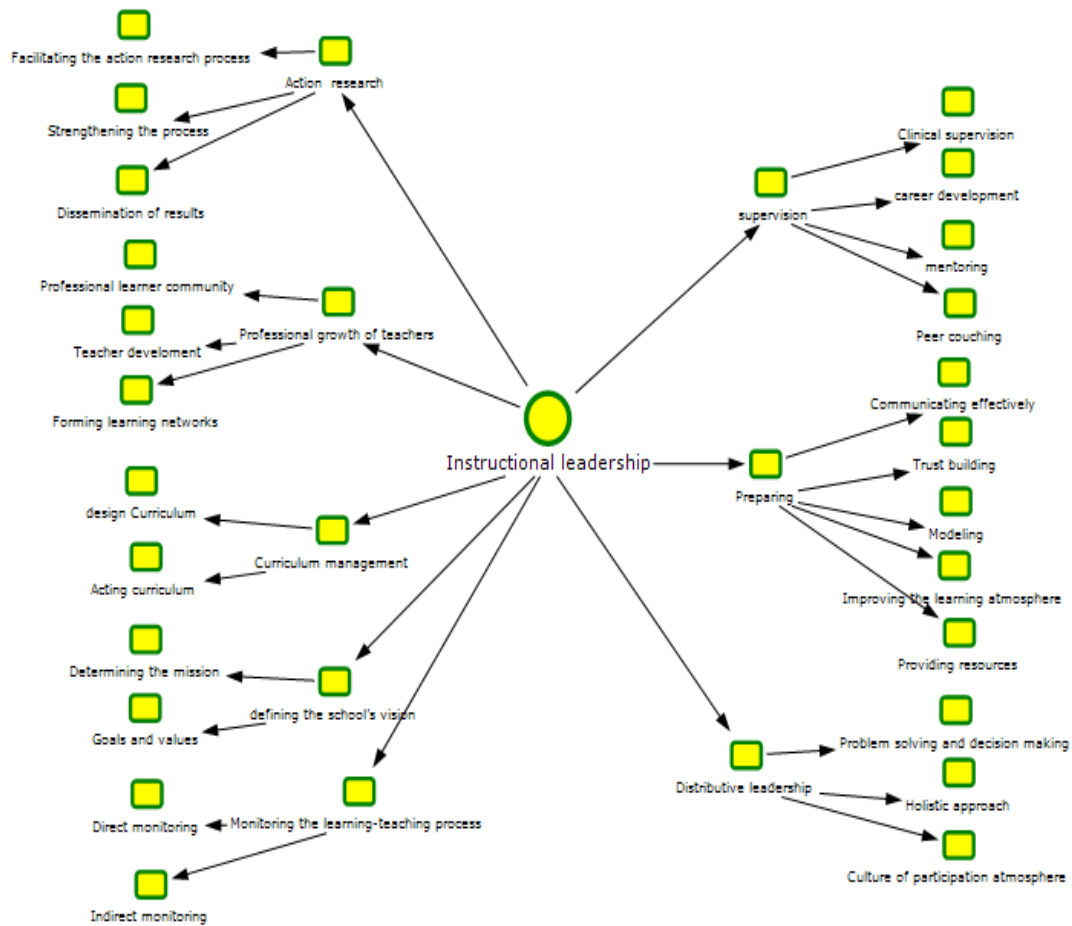 Facilitating the action research process
Action research
Strengthening the process
Dissemination of results
Professional learner community
Professional growth of teachers
Teacher develoment
Forming learning networks
design Curriculum
Curriculum management
Acting curriculum
Determining the mission
defining the school's vision
Goals and values
Direct monitoring
Monitoring the learning-teaching process
Indirect monitoring
Instructional leadership
Clinical supervision
supervision
career development
mentoring
Peer couching
Communicating effectively
Preparing
Trust building
Modeling
Improving the learning atmosphere
Providing resources
Problem solving and decision making
Distributive leadership
Holistic approach
Culture of participation atmosphere